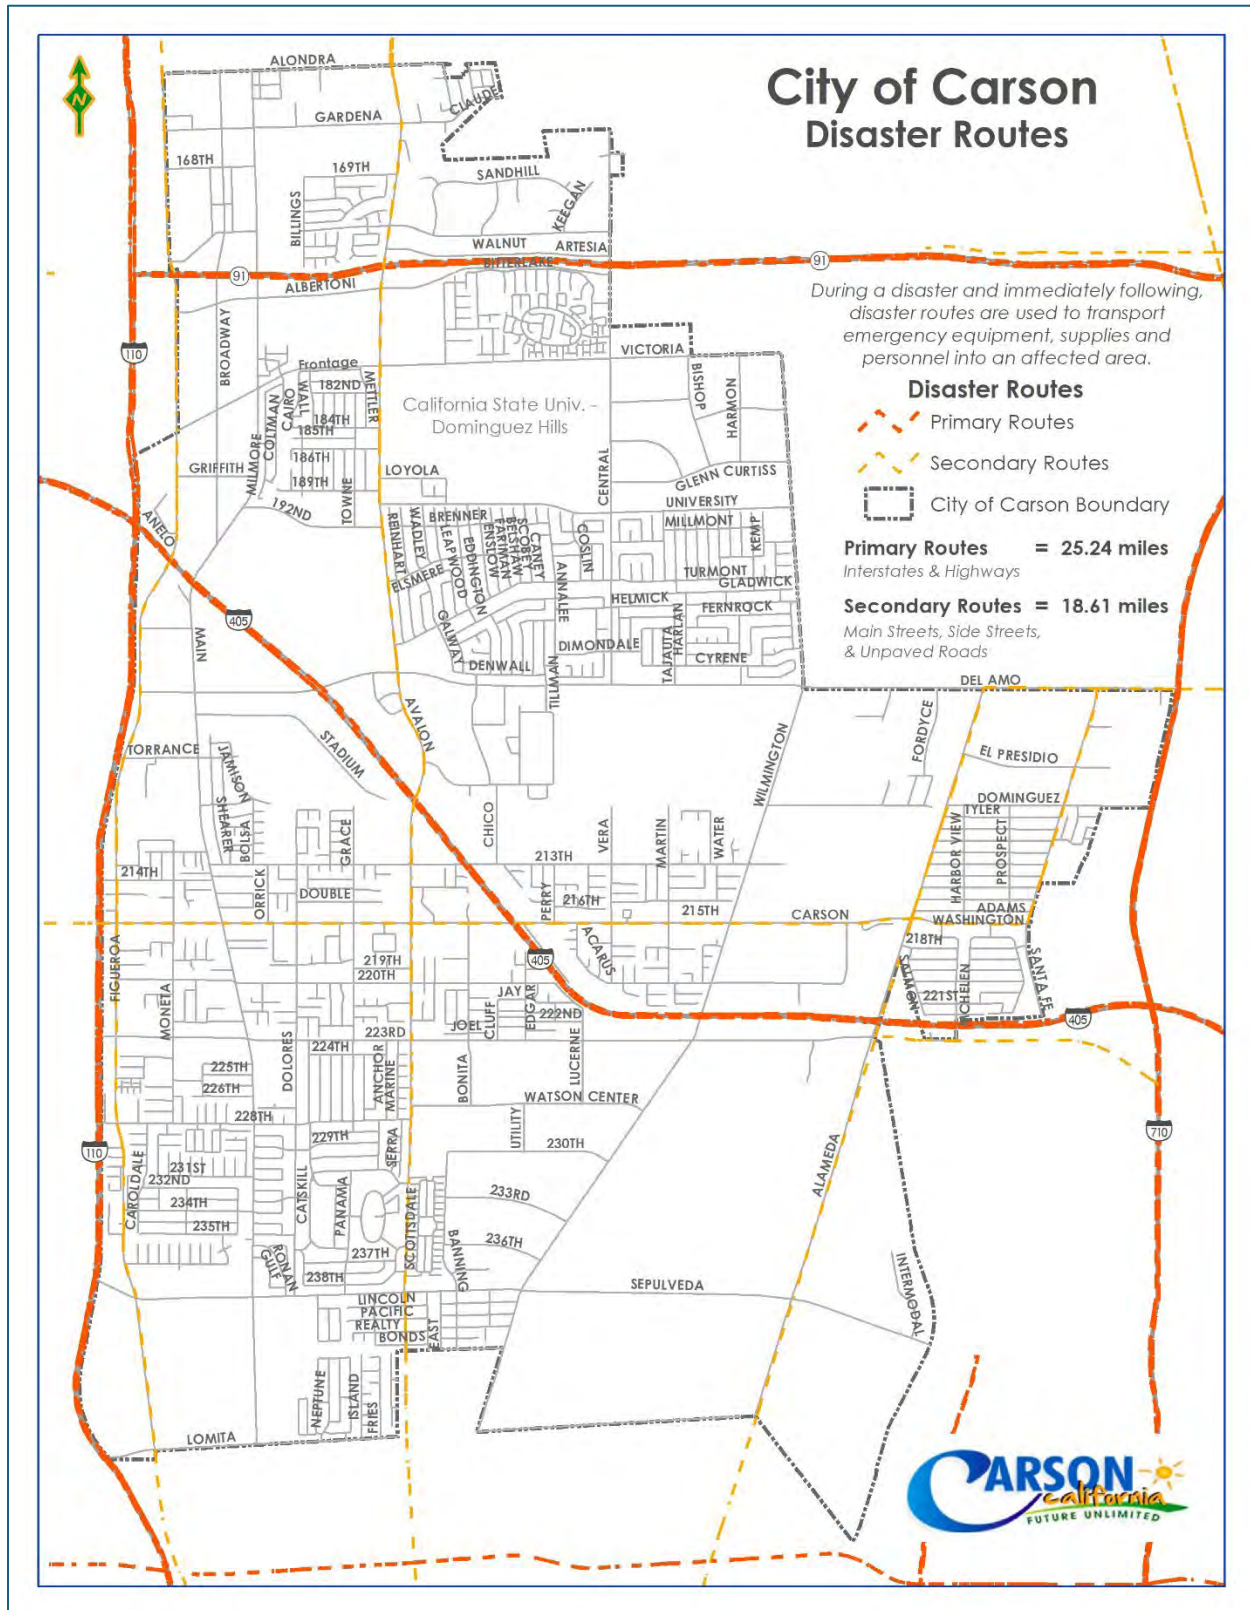 City of Carson
Disaster Routes
During a disaster and immediately following,
disaster routes are used to transport
emergency equipment, supplies and
personnel into an affected area.
Disaster Routes
Primary Routes
Secondary Routes
City of Carson Boundary
Primary Routes = 25.24 miles
Interstates & Highways
Secondary Routes = 18.61 miles
Main Streets, Side Streets,
& Unpaved Roads
N
ALONDRA
CLAUDE
GARDENA
168TH
169TH
SANDHILL
KEEGAN
BILLINGS
WALNUT
ARTESIA
BITTERLAKE
91
91
ALBERTONI
BROADWAY
110
VICTORIA
Frontage
182ND
METTLER
WALL
CAIRO
COLTMAN
184TH
185TH
186TH
189TH
MILMORE
GRIFFITH
192ND
TOWNE
California State Univ. -
Dominguez Hills
BISHOP
HARMON
GLENN CURTISS
CENTRAL
UNIVERSITY
LOYOLA
ANELO
REINHART
WADLEY
BRENNER
LEAPWOOD
EDDINGTON
ENSLOW
FARIMAN
BELSHAW
SCOBEY
CANEY
COSLIN
MILLMONT
KEMP
ELSMERE
ANNALEE
TURMONT
GLADWICK
HELMICK
FERNROCK
GALWAY
DIMONDALE
TAJAUTA
HARLAN
CYRENE
DENWALL
TILLMAN
405
MAIN
DEL AMO
AVALON
STADIUM
TORRANCE
JAMISON
SHEARER
BOLSA
GRACE
CHICO
WILMINGTON
FORDYCE
EL PRESIDIO
DOMINGUEZ
TYLER
HARBOR VIEW
PROSPECT
VERA
MARTIN
WATER
213TH
214TH
ORRICK
DOUBLE
PERRY
216TH
215TH
CARSON
ADAMS
WASHINGTON
218TH
FIGUEROA
219TH
220TH
405
ACARUS
SALMON
MCHELEN
SANTA FE
221ST
405
MONETA
JAY
EDGAR
CLUFF
222ND
JOEL
223RD
224TH
DOLORES
ANCHOR
MARINE
BONITA
LUCERNE
225TH
226TH
228TH
WATSON CENTER
UTILITY
229TH
SERRA
230TH
110
710
ALAMEDA
CAROLDALE
231ST
232ND
234TH
235TH
CATSKILL
PANAMA
SCOTTSDALE
233RD
236TH
BANNING
237TH
238TH
RONAN
GULF
SEPULVEDA
INTERMODAL
LINCOLN
PACIFIC
REALTY
BONDS
EAST
NEPTUNE
ISLAND
FRIES
LOMITA
CARSON
california
FUTURE UNLIMITED